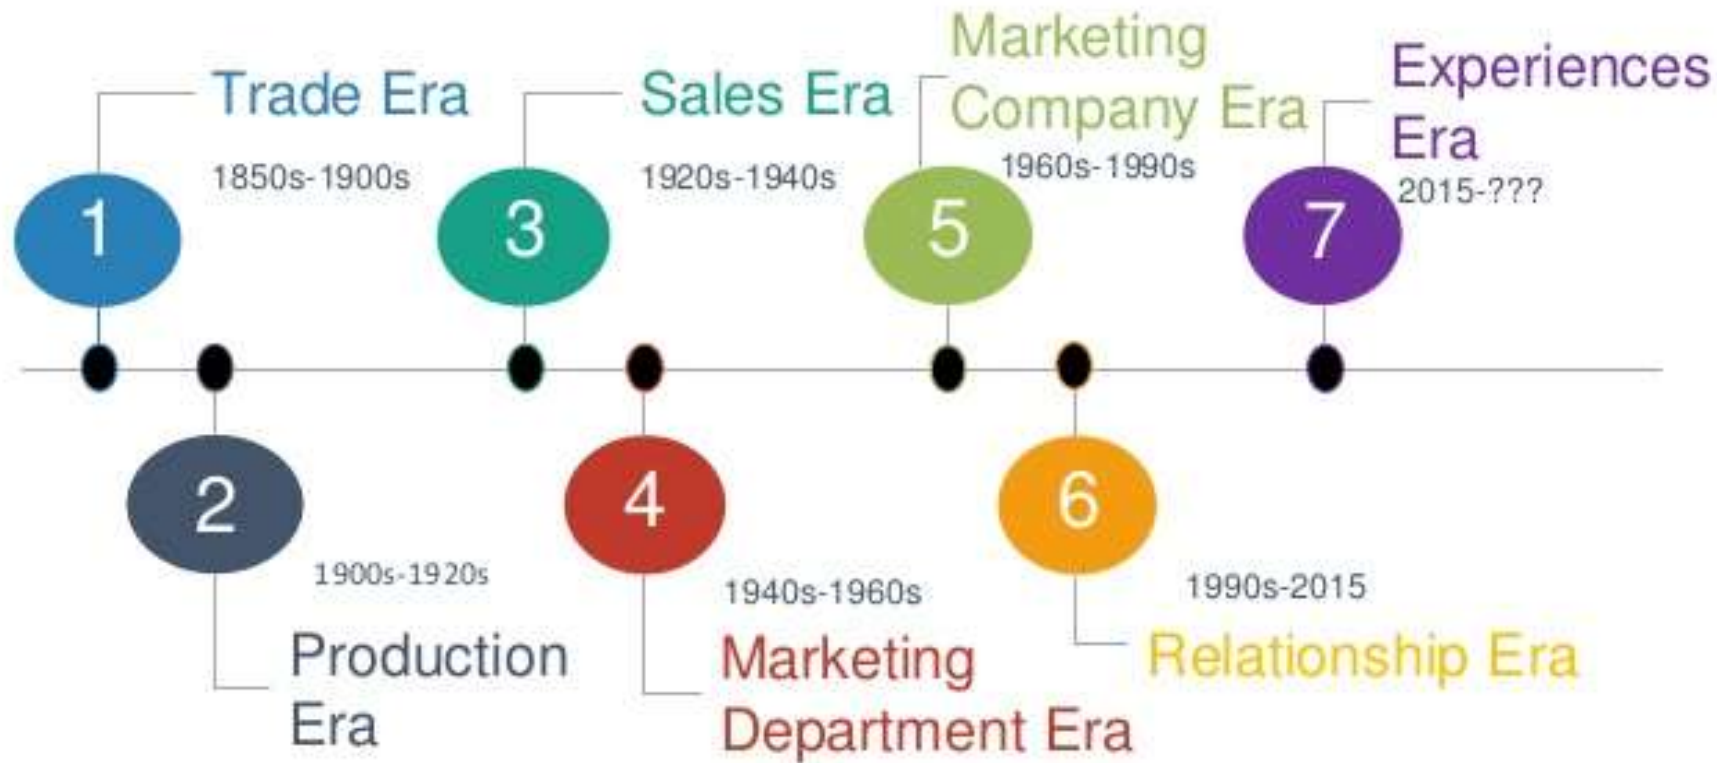 1
Trade Era
1850s-1900s
2
1900s-1920s
Production
Era
3
Sales Era
1920s-1940s
4
1940s-1960s
Marketing
Department Era
5
Marketing
Company Era
1960s-1990s
6
1990s-2015
Relationship Era
7
Experiences
Era
2015-???